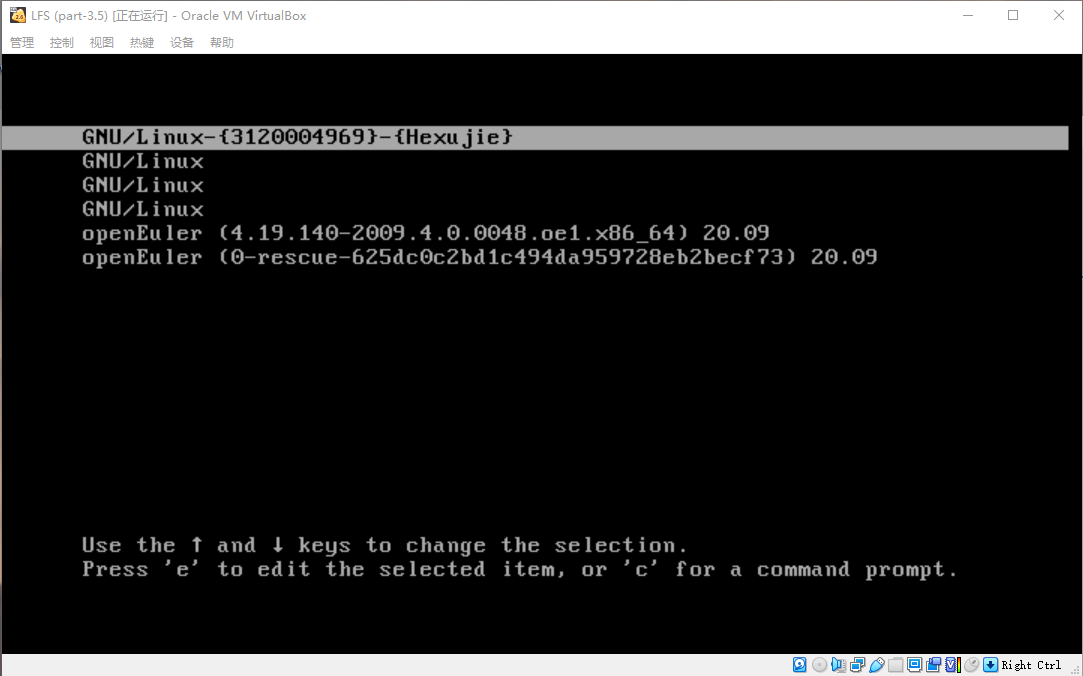 LFS (part-3.5) [正在运行] - Oracle VM VirtualBox
管理 控制 视图 热键 设备 帮助
GNU/Linux-{3120004969}-{Hexujie}
GNU/Linux
GNU/Linux
GNU/Linux
openEuler (4.19.140-2009.4.0.0048.oe1.x86_64) 20.09
openEuler (0-rescue-625dc0c2bd1c494da959728eb2becf73) 20.09
Use the ↑ and ↓ keys to change the selection.
Press 'e' to edit the selected item, or 'c' for a command prompt.
Right Ctrl